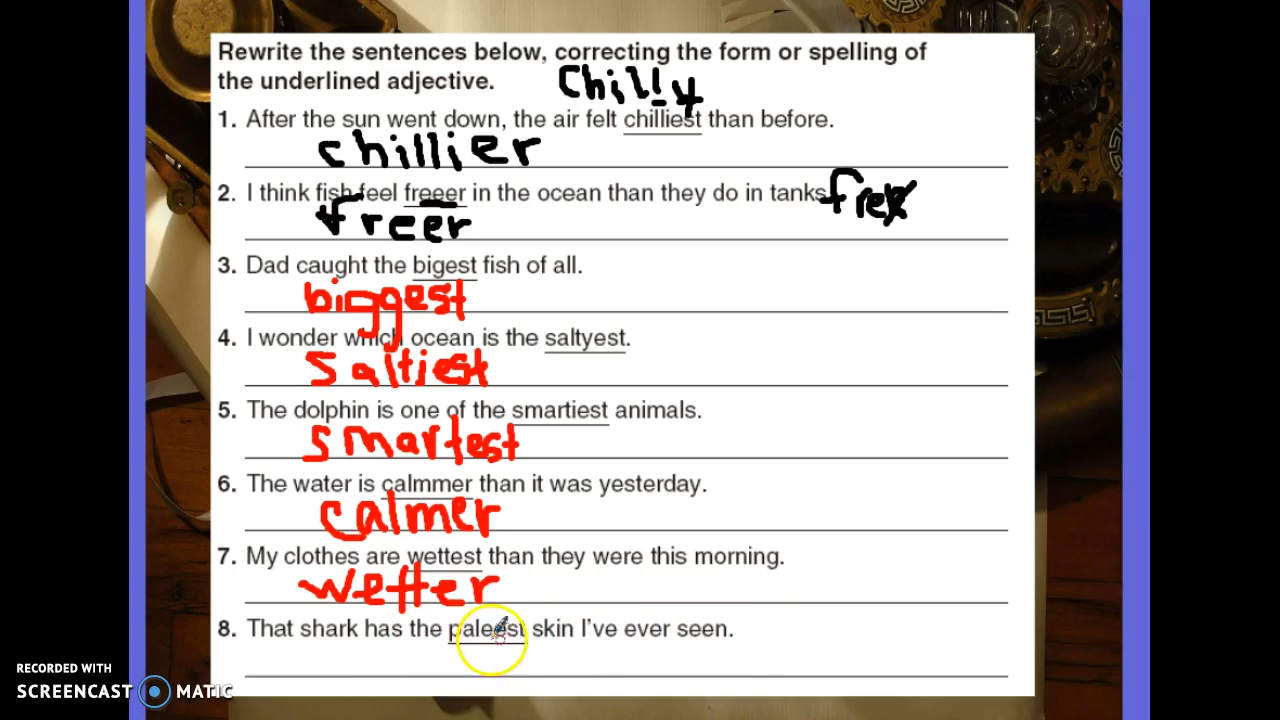 Rewrite the sentences below, correcting the form or spelling of
the underlined adjective.
Chilly
1. After the sun went down, the air felt chilliest than before.
chillier
2. I think fish feel freeer in the ocean than they do in tanks.
free
freer
3. Dad caught the bigest fish of all.
biggest
4. I wonder which ocean is the saltyest.
saltiest
5. The dolphin is one of the smartiest animals.
smartest
6. The water is calmmer than it was yesterday.
calmer
7. My clothes are wettest than they were this morning.
wetter
8. That shark has the paleest skin I've ever seen.
RECORDED WITH
SCREENCAST MATIC